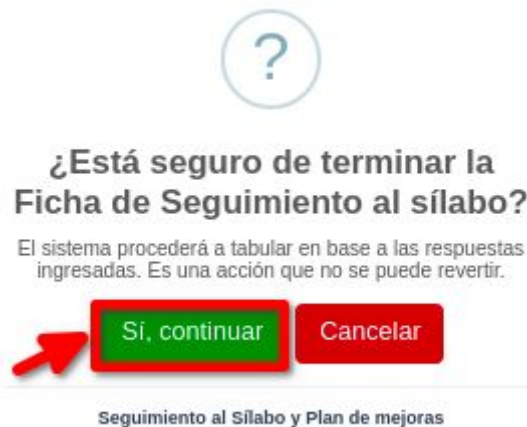 ?
¿Está seguro de terminar la
Ficha de Seguimiento al sílabo?
El sistema procederá a tabular en base a las respuestas
ingresadas. Es una acción que no se puede revertir.
Sí, continuar Cancelar
Seguimiento al Sílabo y Plan de mejoras